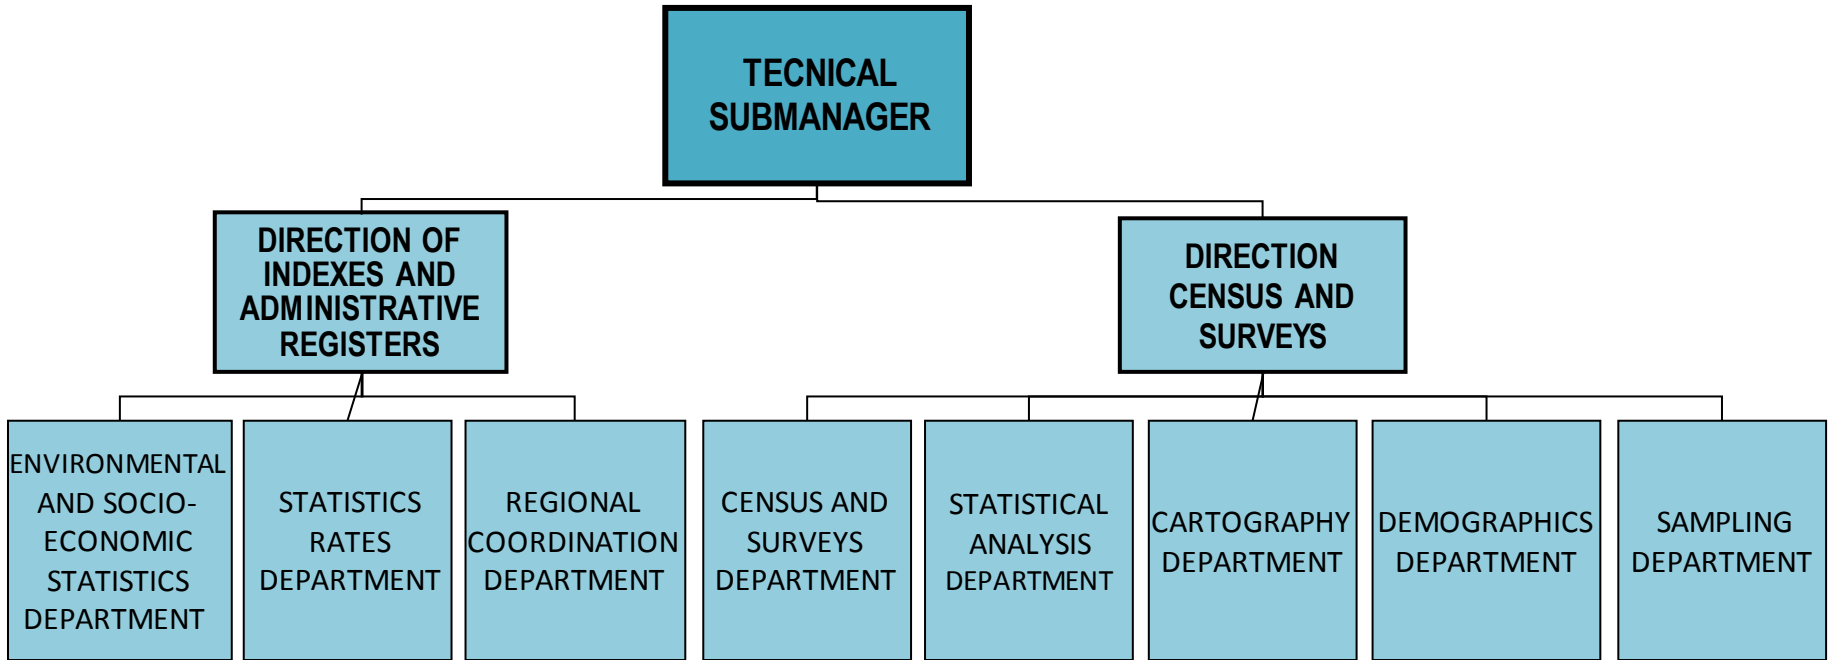 TECNICAL
SUBMANAGER
DIRECTION OF
INDEXES AND
ADMINISTRATIVE
REGISTERS
DIRECTION
CENSUS AND
SURVEYS
ENVIRONMENTAL
AND SOCIO-
ECONOMIC
STATISTICS
DEPARTMENT
STATISTICS
RATES
DEPARTMENT
REGIONAL
COORDINATION
DEPARTMENT
CENSUS AND
SURVEYS
DEPARTMENT
STATISTICAL
ANALYSIS
DEPARTMENT
CARTOGRAPHY
DEPARTMENT
DEMOGRAPHICS
DEPARTMENT
SAMPLING
DEPARTMENT